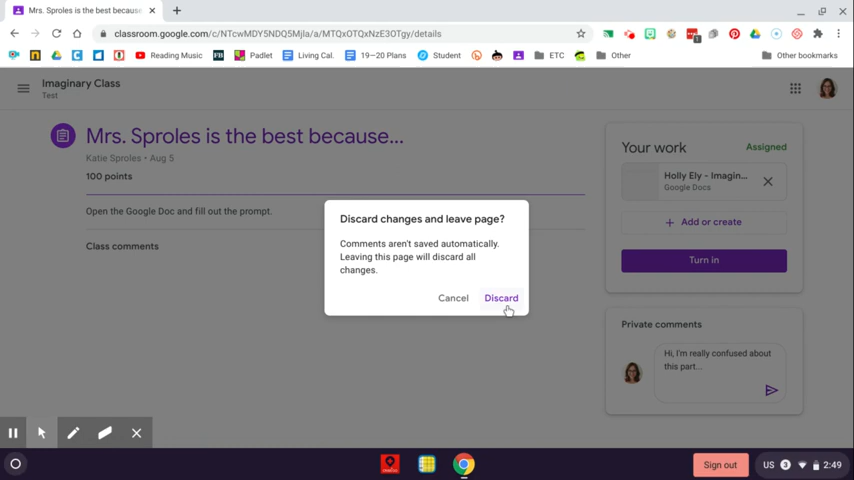 Mrs. Sproles is the best because...
classroom.google.com/c/NTcwMDY5NDQ5Mjla/a/MTQxOTQxNzE3OTgy/details
Reading Music
Padlet
Living Cal.
19—20 Plans
Student
ETC
Other
Other bookmarks
Imaginary Class
Test
Mrs. Sproles is the best because...
Katie Sproles • Aug 5
100 points
Open the Google Doc and fill out the prompt.
Class comments
Your work
Assigned
Holly Ely - Imagin...
Google Docs
Add or create
Turn in
Private comments
Hi, I'm really confused about
this part...
Discard changes and leave page?
Comments aren't saved automatically.
Leaving this page will discard all
changes.
Cancel
Discard
Sign out
US
3
2:49